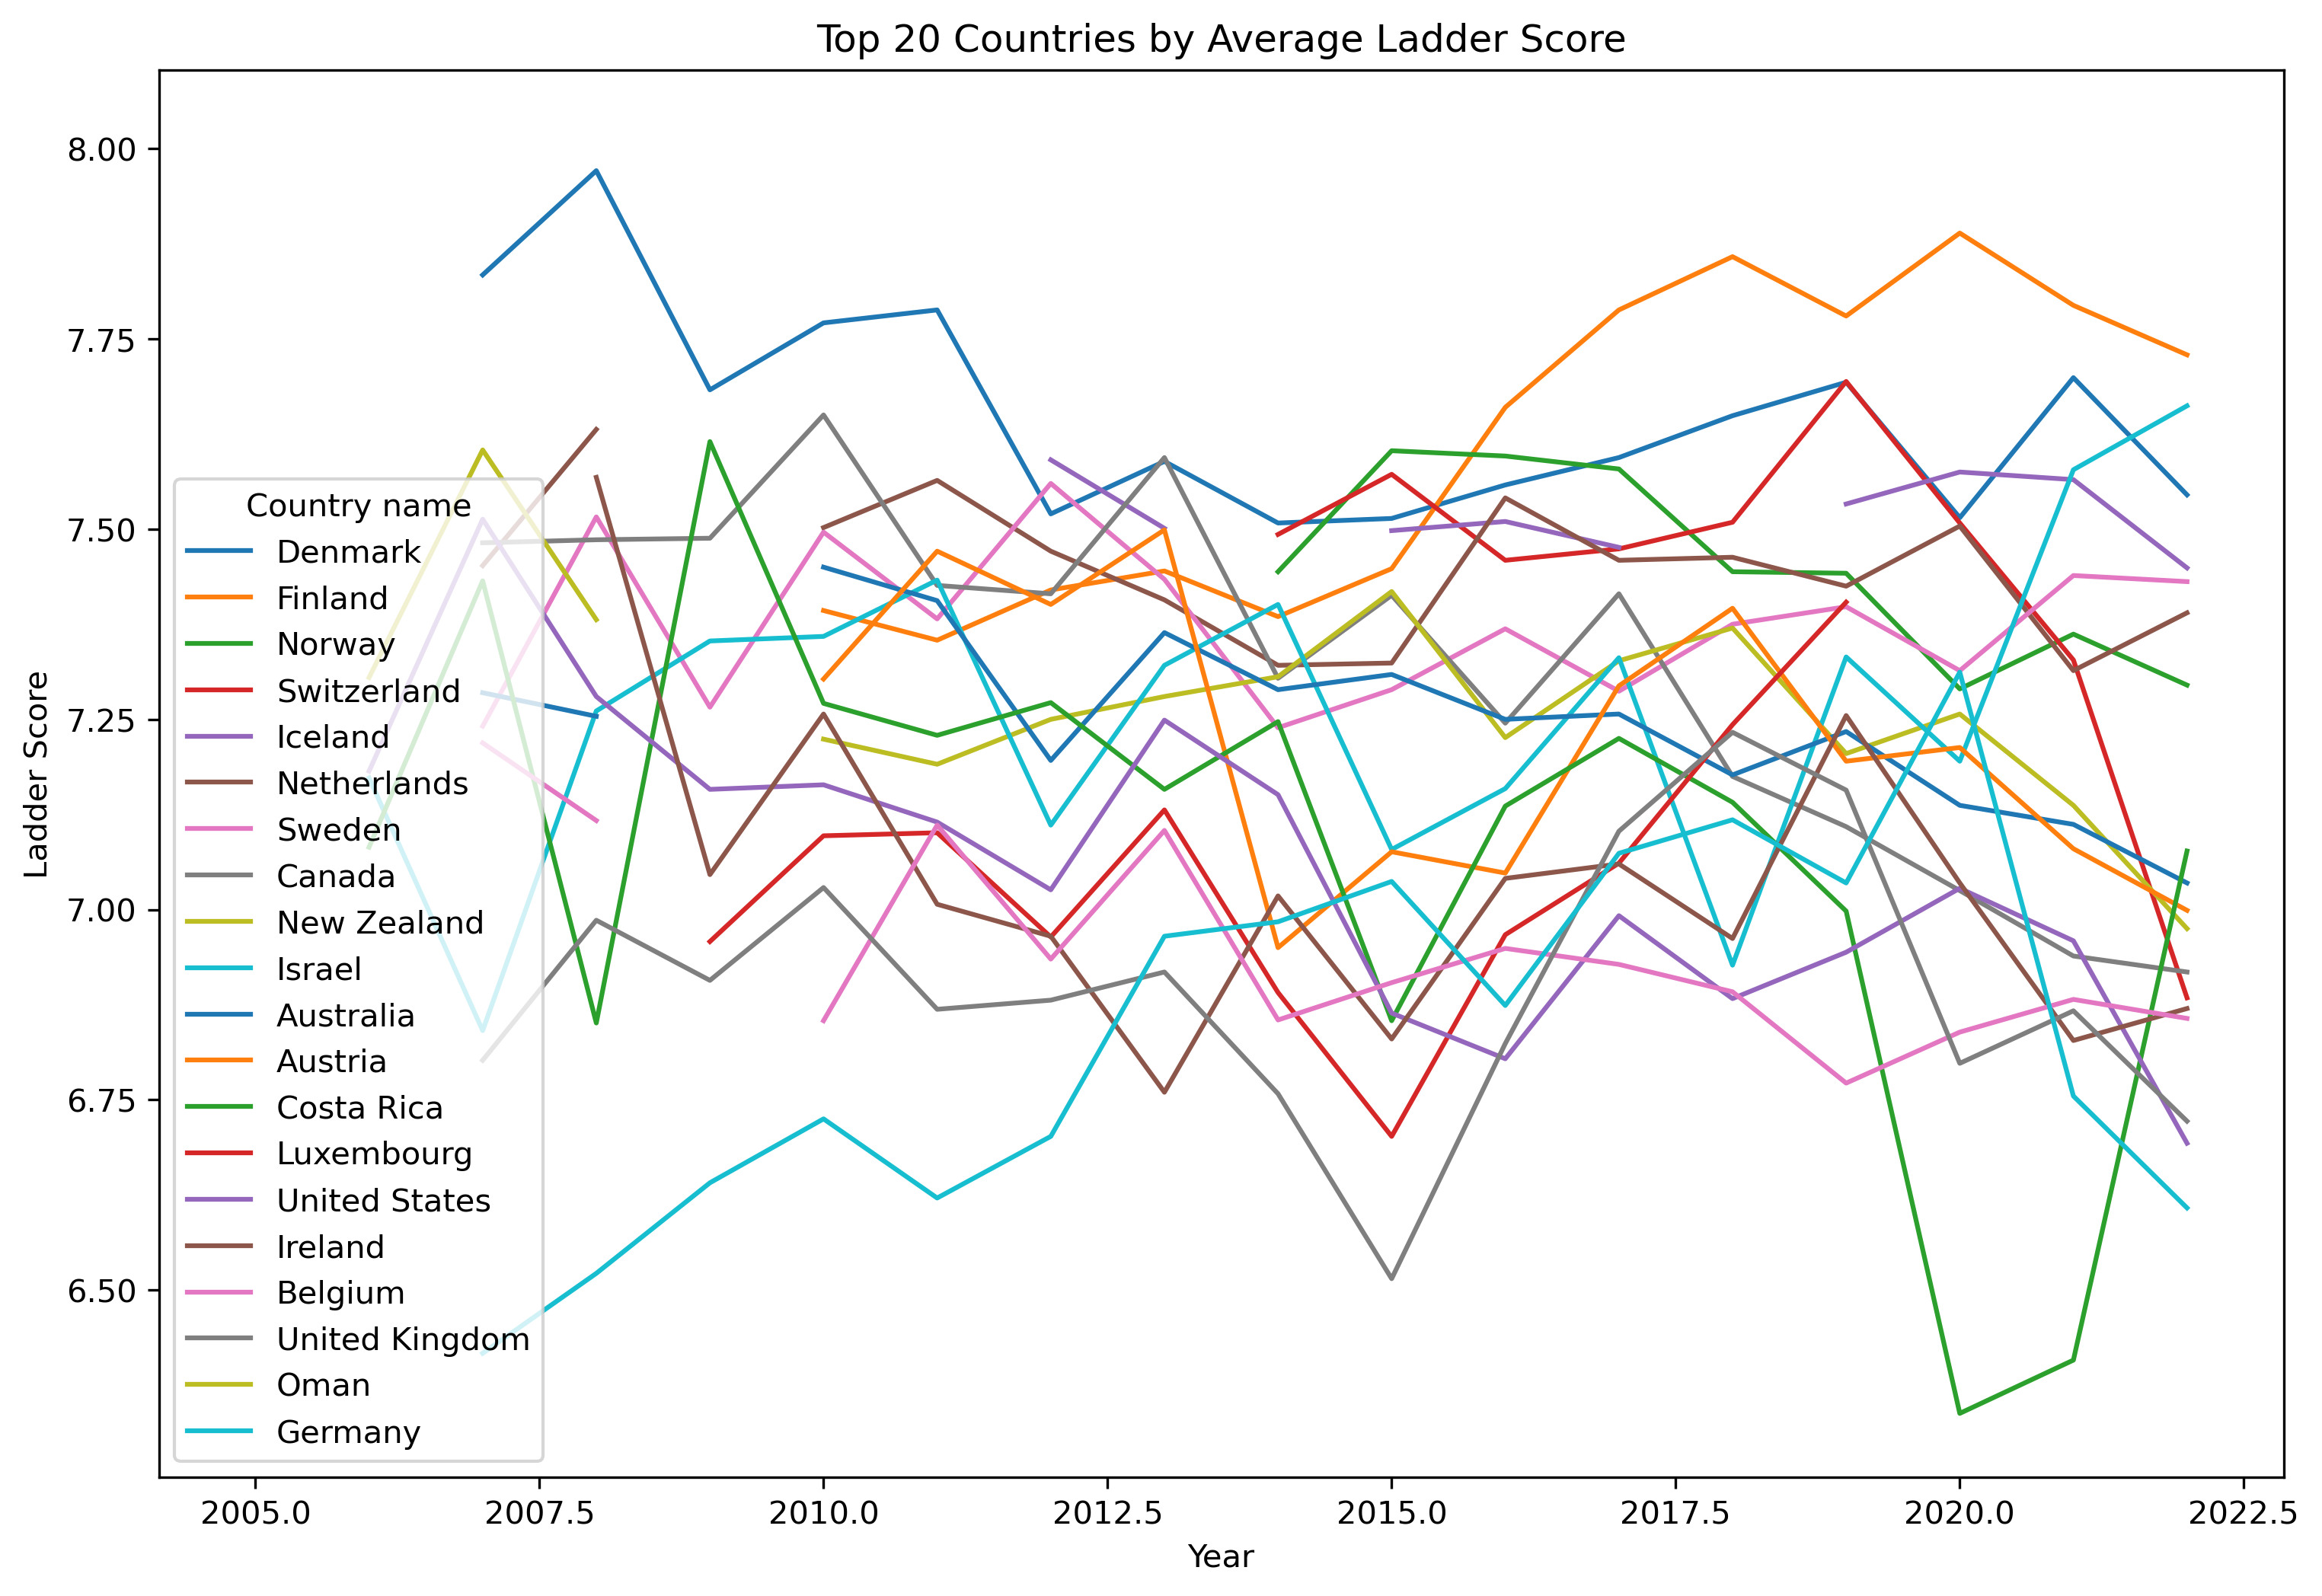 Top 20 Countries by Average Ladder Score
8.00
7.75
7.50
7.25
7.00
6.75
6.50
Ladder Score
Country name
Denmark
Finland
Norway
Switzerland
Iceland
Netherlands
Sweden
Canada
New Zealand
Israel
Australia
Austria
Costa Rica
Luxembourg
United States
Ireland
Belgium
United Kingdom
Oman
Germany
2005.0 2007.5 2010.0 2012.5 2015.0 2017.5 2020.0 2022.5
Year